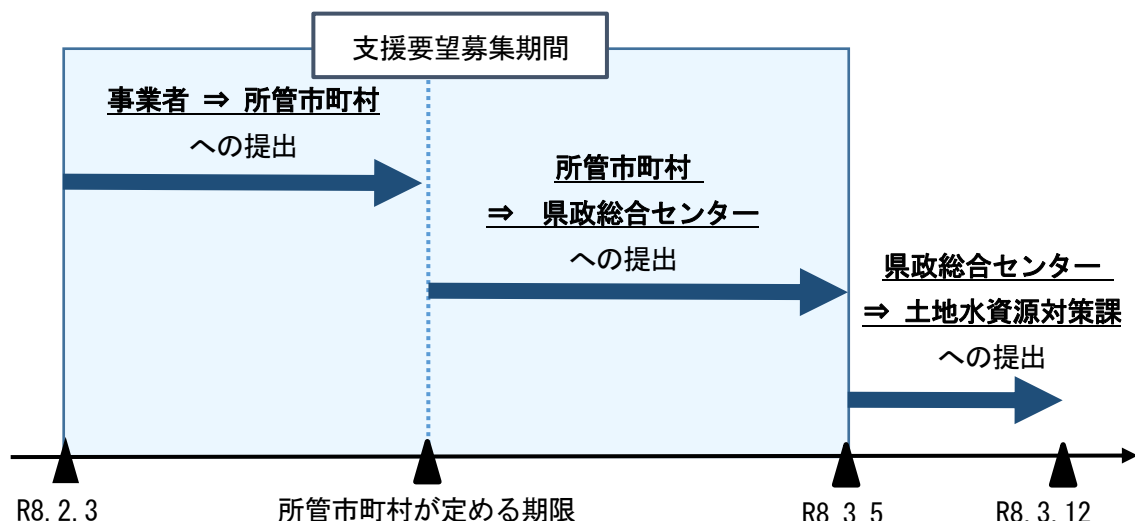 支援要望募集期間
事業者 ⇒ 所管市町村
への提出
所管市町村
⇒ 県政総合センター
への提出
県政総合センター
⇒ 土地水資源対策課
への提出
R8.2.3
所管市町村が定める期限
R8.3.5
R8.3.12